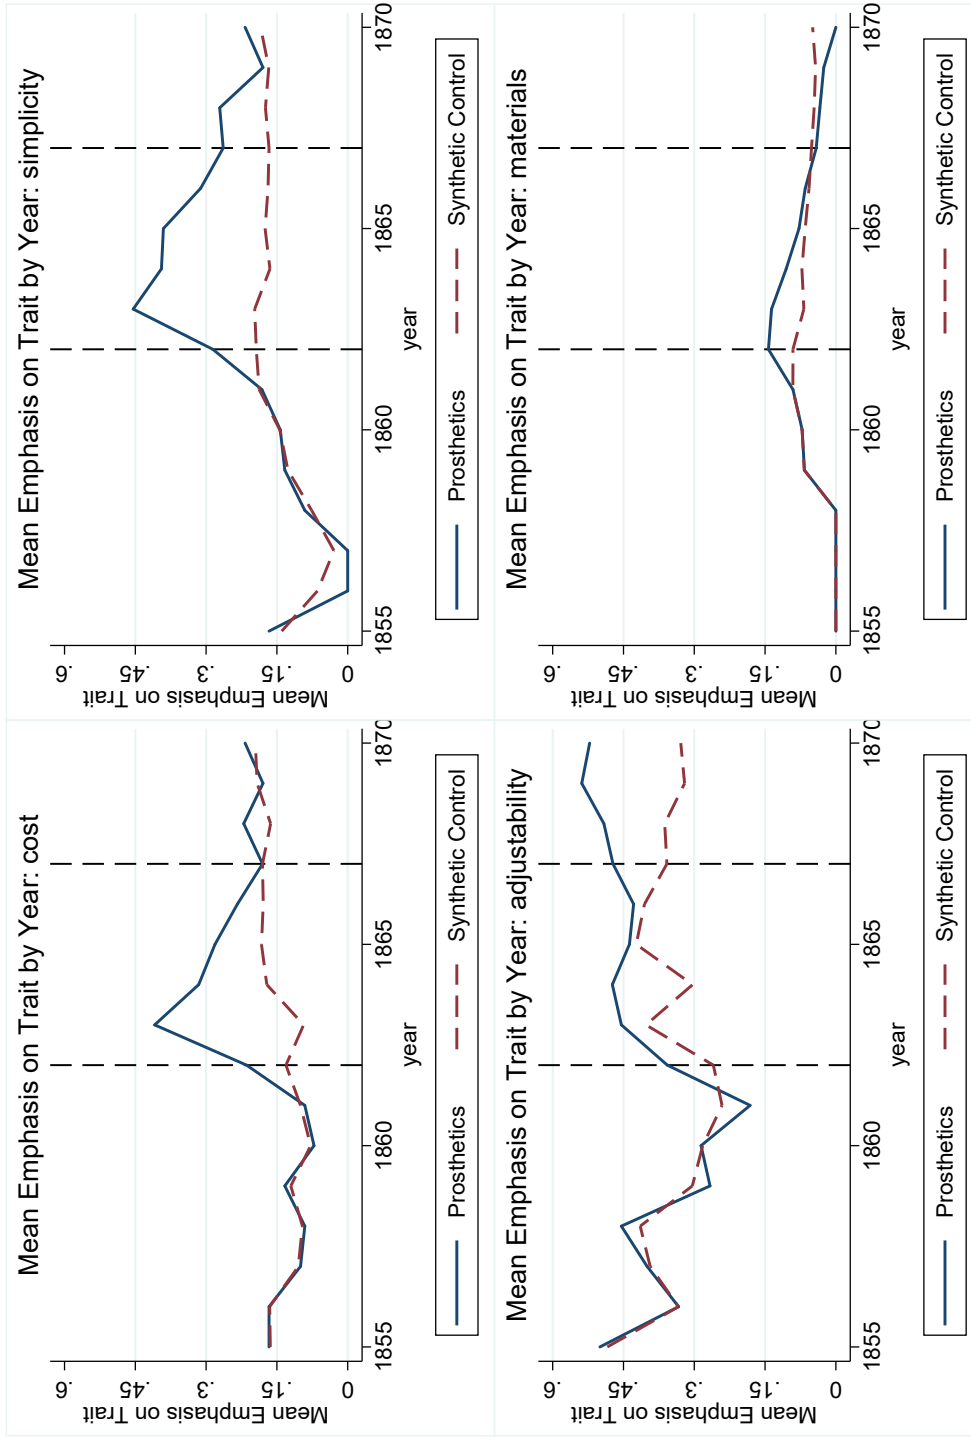 Mean Emphasis on Trait by Year: cost
Mean Emphasis on Trait
.6
.45
.3
.15
0
1855
1860
1865
1870
year
Prosthetics
Synthetic Control
Mean Emphasis on Trait by Year: simplicity
Mean Emphasis on Trait
.6
.45
.3
.15
0
1855
1860
1865
1870
year
Prosthetics
Synthetic Control
Mean Emphasis on Trait by Year: adjustability
Mean Emphasis on Trait
.6
.45
.3
.15
0
1855
1860
1865
1870
year
Prosthetics
Synthetic Control
Mean Emphasis on Trait by Year: materials
Mean Emphasis on Trait
.6
.45
.3
.15
0
1855
1860
1865
1870
year
Prosthetics
Synthetic Control